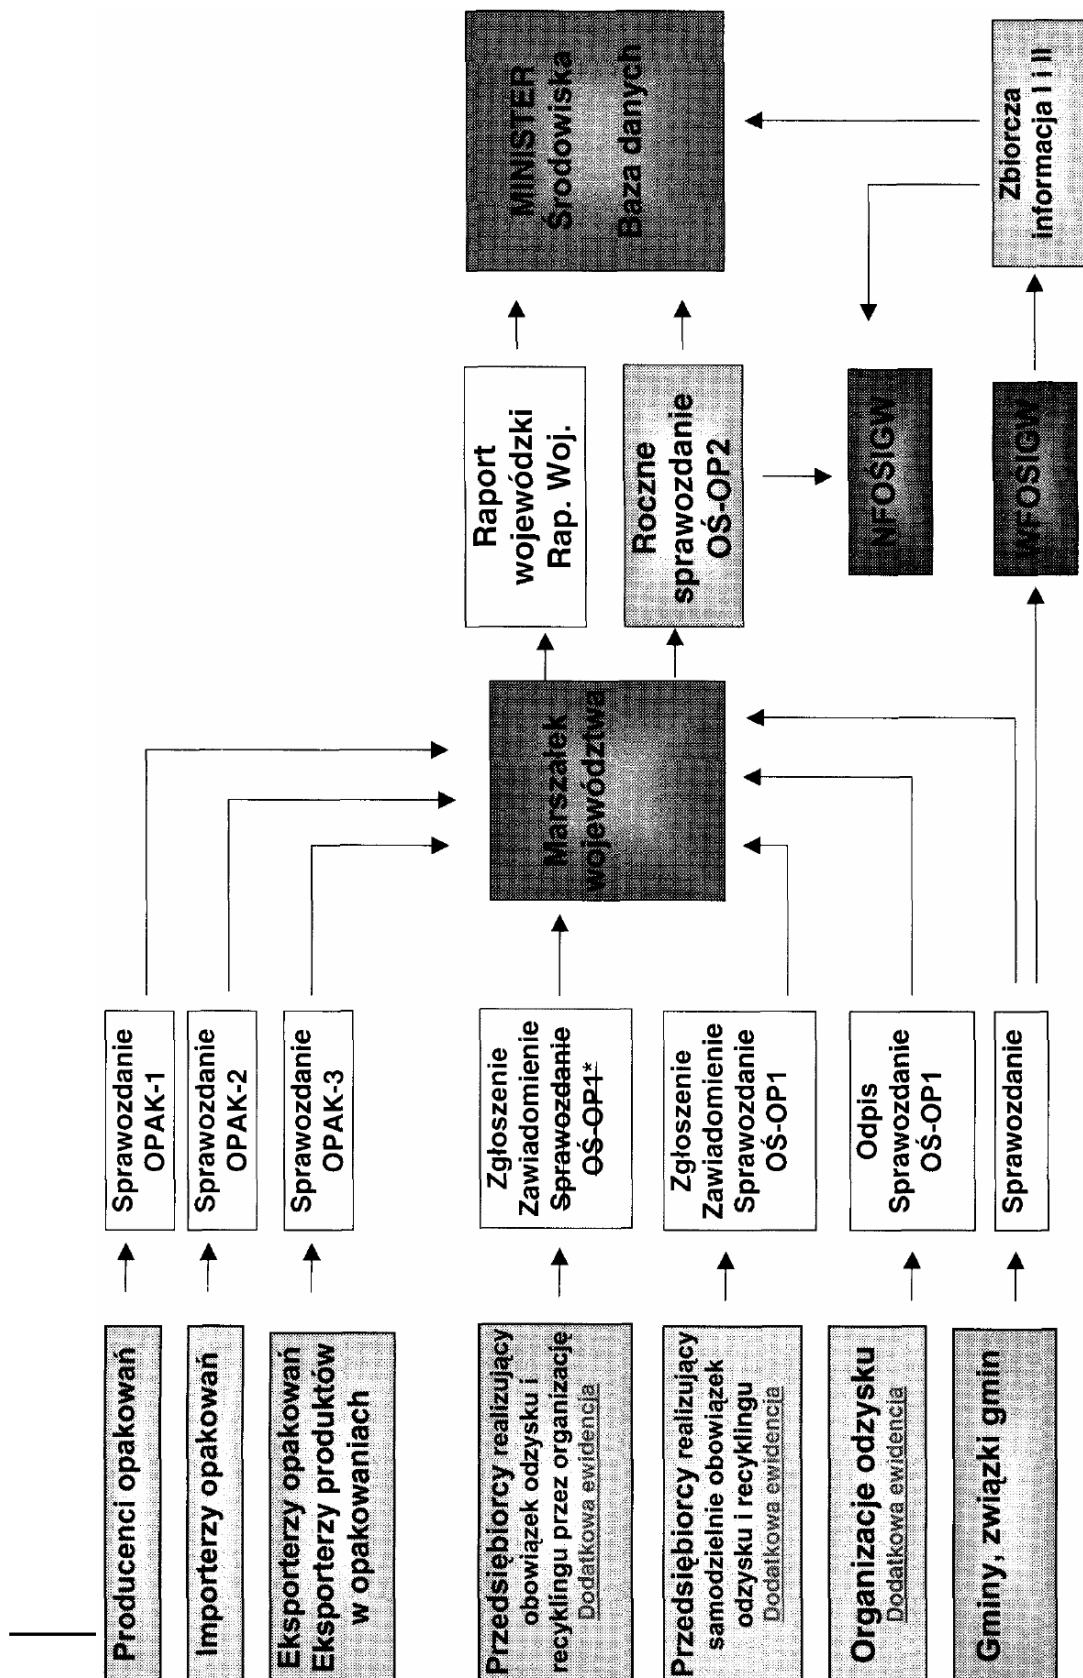 Producenci opakowań
Importerzy opakowań
Eksporterzy opakowań
Eksporterzy produktów
w opakowaniach
Przedsiębiorcy realizujący
obowiązek odzysku i
recyklingu przez organizację
Dodatkowa ewidencja
Przedsiębiorcy realizujący
samodzielnie obowiązek
odzysku i recyklingu
Dodatkowa ewidencja
Organizacje odzysku
Dodatkowa ewidencja
Gminy, związki gmin
Sprawozdanie
OPAK-1
Sprawozdanie
OPAK-2
Sprawozdanie
OPAK-3
Zgłoszenie
Zawiadomienie
Sprawozdanie
OŚ-OP1*
Zgłoszenie
Zawiadomienie
Sprawozdanie
OŚ-OP1
Odpis
Sprawozdanie
OŚ-OP1
Sprawozdanie
Marszałek
województwa
Raport
wojewódzki
Rap. Woj.
Roczne
sprawozdanie
OŚ-OP2
NFOŚIGW
WFOŚIGW
MINISTER
Środowiska
Baza danych
Zbiorcza
informacja I i II